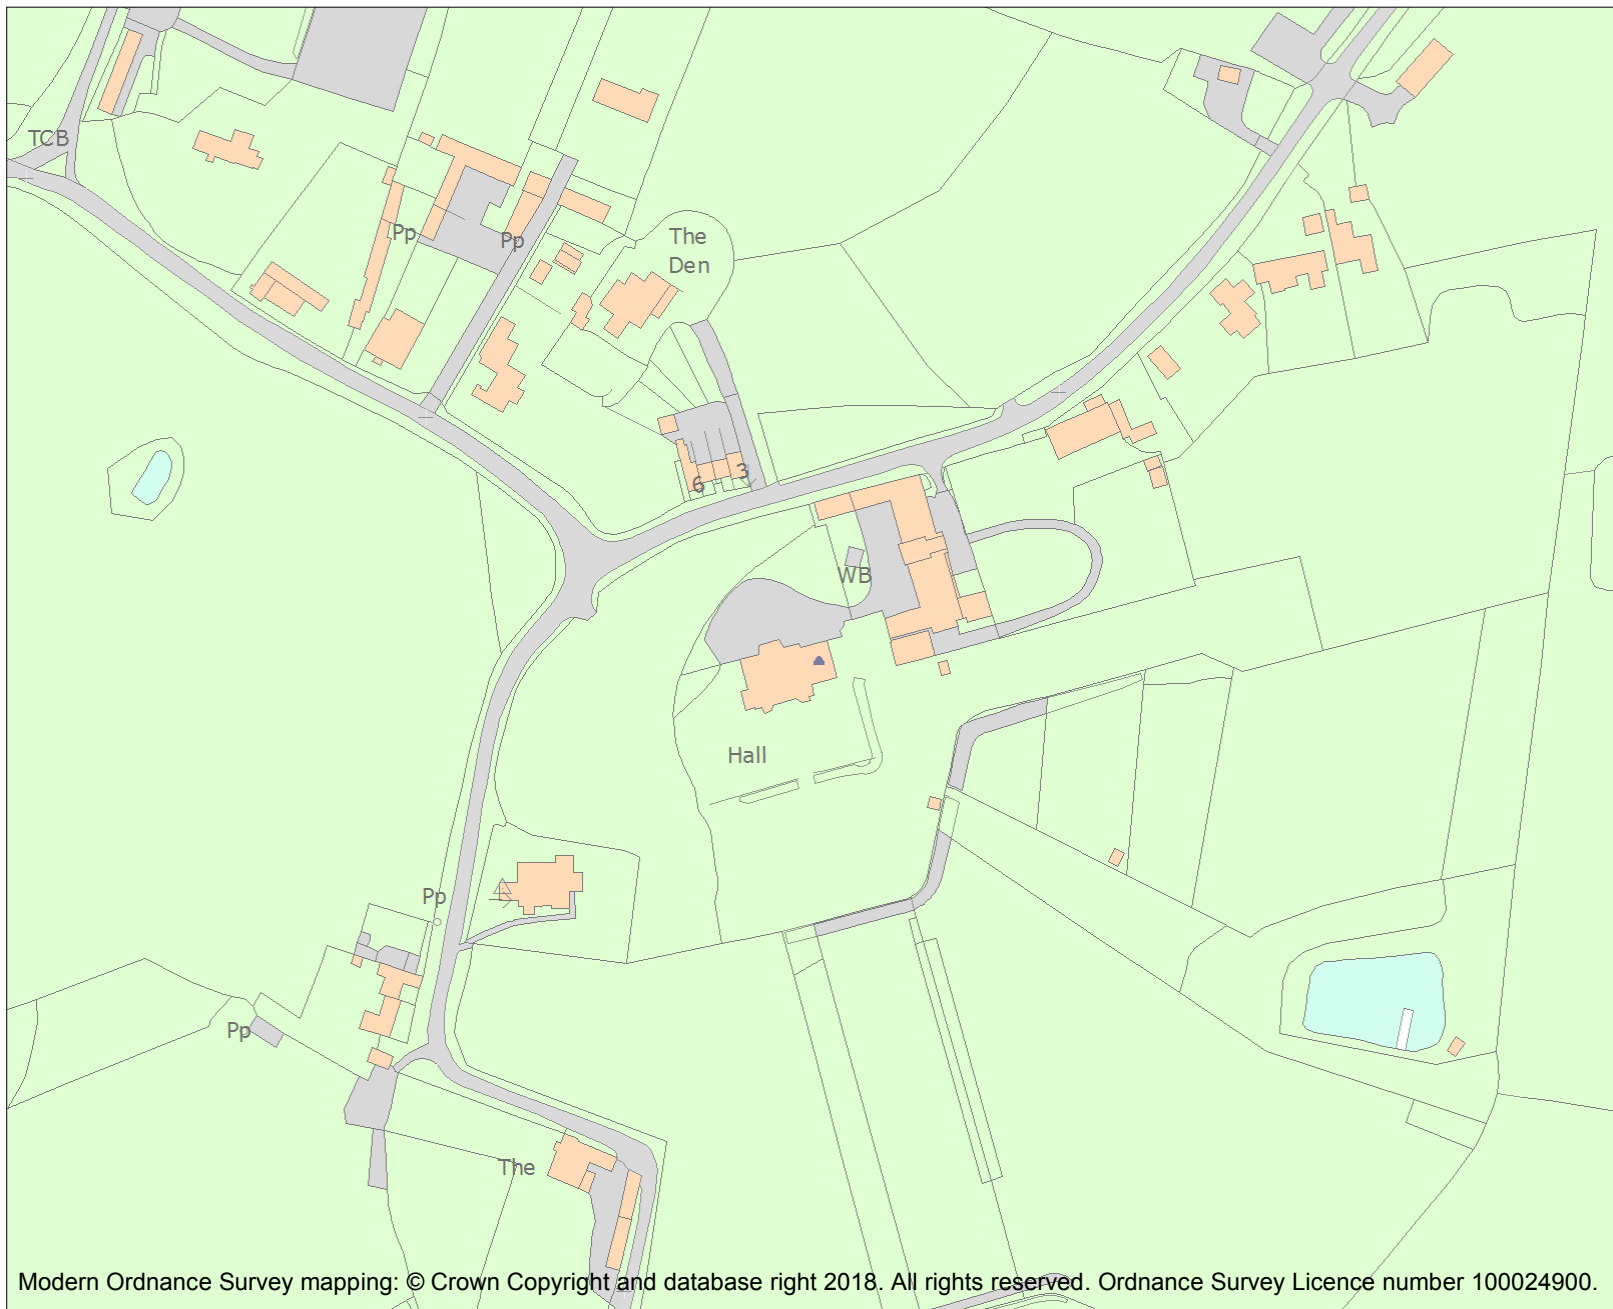 TCB
Pp
Pp
The
Den
3
6
WB
Hall
Pp
Pp
The
Modern Ordnance Survey mapping: © Crown Copyright and database right 2018. All rights reserved. Ordnance Survey Licence number 100024900.